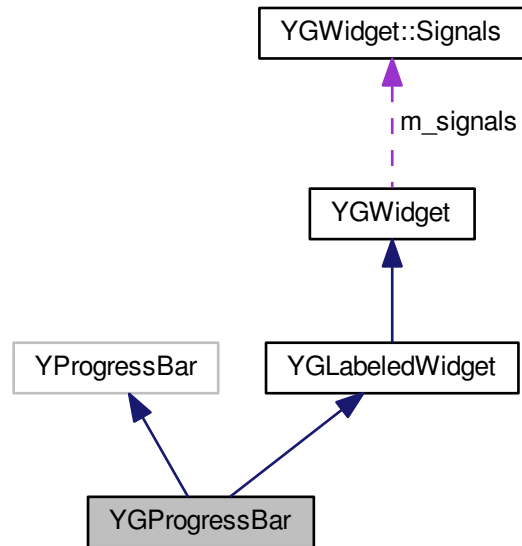 YGWidget::Signals
m_signals
YGWidget
YProgressBar
YGLabeledWidget
YGProgressBar